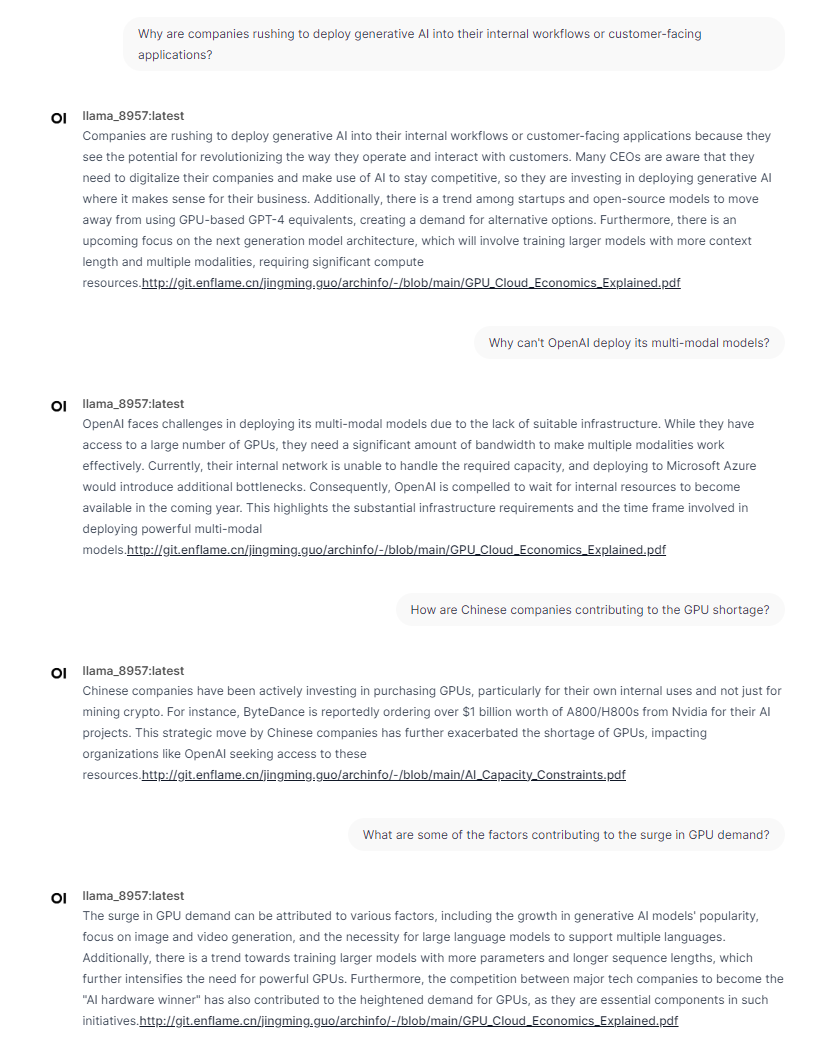 Why are companies rushing to deploy generative AI into their internal workflows or customer-facing
applications?
OI
llama_8957:latest
Companies are rushing to deploy generative AI into their internal workflows or customer-facing applications because they
see the potential for revolutionizing the way they operate and interact with customers. Many CEOs are aware that they
need to digitalize their companies and make use of AI to stay competitive, so they are investing in deploying generative AI
where it makes sense for their business. Additionally, there is a trend among startups and open-source models to move
away from using GPU-based GPT-4 equivalents, creating a demand for alternative options. Furthermore, there is an
upcoming focus on the next generation model architecture, which will involve training larger models with more context
length and multiple modalities, requiring significant compute
resources.http://git.enflame.cn/jingming.guo/archinfo/-/blob/main/GPU_Cloud_Economics_Explained.pdf
Why can't OpenAI deploy its multi-modal models?
OI
llama_8957:latest
OpenAI faces challenges in deploying its multi-modal models due to the lack of suitable infrastructure. While they have
access to a large number of GPUs, they need a significant amount of bandwidth to make multiple modalities work
effectively. Currently, their internal network is unable to handle the required capacity, and deploying to Microsoft Azure
would introduce additional bottlenecks. Consequently, OpenAI is compelled to wait for internal resources to become
available in the coming year. This highlights the substantial infrastructure requirements and the time frame involved in
deploying powerful multi-modal
models.http://git.enflame.cn/jingming.guo/archinfo/-/blob/main/GPU_Cloud_Economics_Explained.pdf
How are Chinese companies contributing to the GPU shortage?
OI
llama_8957:latest
Chinese companies have been actively investing in purchasing GPUs, particularly for their own internal uses and not just for
mining crypto. For instance, ByteDance is reportedly ordering over $1 billion worth of A800/H800s from Nvidia for their AI
projects. This strategic move by Chinese companies has further exacerbated the shortage of GPUs, impacting
organizations like OpenAI seeking access to these
resources.http://git.enflame.cn/jingming.guo/archinfo/-/blob/main/AI_Capacity_Constraints.pdf
What are some of the factors contributing to the surge in GPU demand?
OI
llama_8957:latest
The surge in GPU demand can be attributed to various factors, including the growth in generative AI models' popularity,
focus on image and video generation, and the necessity for large language models to support multiple languages.
Additionally, there is a trend towards training larger models with more parameters and longer sequence lengths, which
further intensifies the need for powerful GPUs. Furthermore, the competition between major tech companies to become the
"AI hardware winner" has also contributed to the heightened demand for GPUs, as they are essential components in such
initiatives.http://git.enflame.cn/jingming.guo/archinfo/-/blob/main/GPU_Cloud_Economics_Explained.pdf